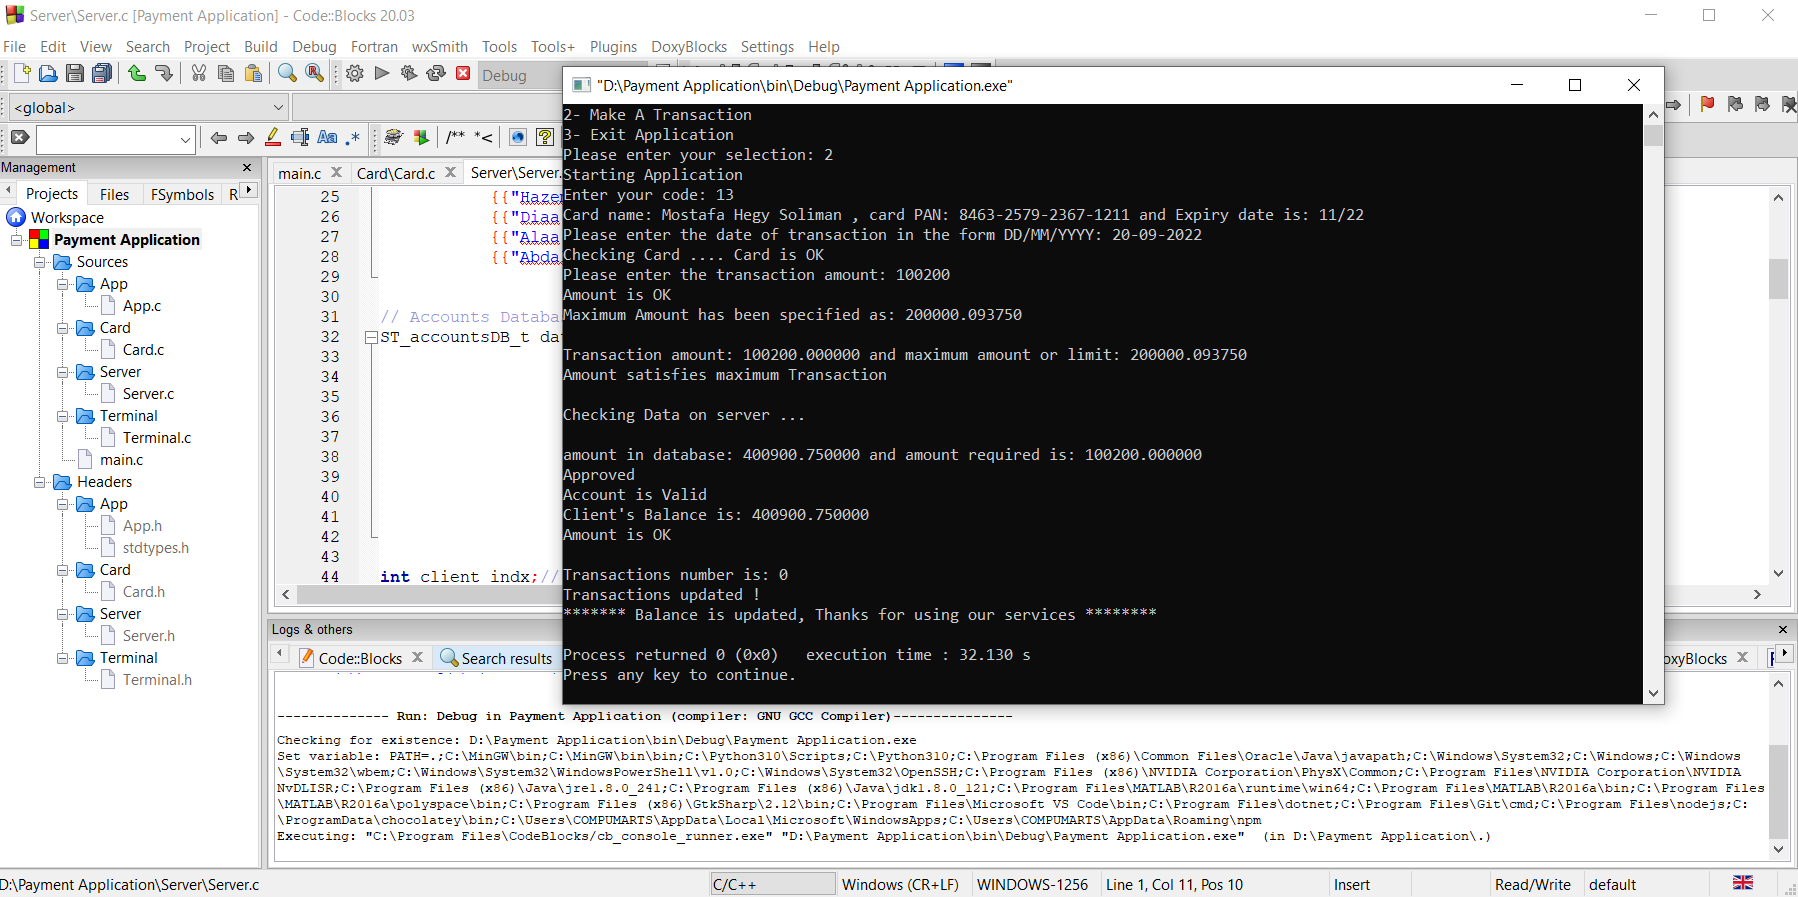 Server\Server.c [Payment Application] - Code::Blocks 20.03
File Edit View Search Project Build Debug Fortran wxSmith Tools Tools+ Plugins DoxyBlocks Settings Help
Debug
<global>
Management
Projects Files FSymbols R
Workspace
Payment Application
Sources
App
App.c
Card
Card.c
Server
Server.c
Terminal
Terminal.c
main.c
Headers
App
App.h
stdtypes.h
Card
Card.h
Server
Server.h
Terminal
Terminal.h
main.c Card\Card.c Server\Server.
25 {{"Hazem
26 {{"Diaa
27 {{"Alaa
28 {{"Abda
29
30
31 // Accounts Databa
32 ST_accountsDB_t da
33
34
35
36
37
38
39
40
41
42
43
44 int client indx;//
"D:\Payment Application\bin\Debug\Payment Application.exe"
2- Make A Transaction
3- Exit Application
Please enter your selection: 2
Starting Application
Enter your code: 13
Card name: Mostafa Hegy Soliman , card PAN: 8463-2579-2367-1211 and Expiry date is: 11/22
Please enter the date of transaction in the form DD/MM/YYYY: 20-09-2022
Checking Card .... Card is OK
Please enter the transaction amount: 100200
Amount is OK
Maximum Amount has been specified as: 200000.093750
Transaction amount: 100200.000000 and maximum amount or limit: 200000.093750
Amount satisfies maximum Transaction
Checking Data on server ...
amount in database: 400900.750000 and amount required is: 100200.000000
Approved
Account is Valid
Client's Balance is: 400900.750000
Amount is OK
Transactions number is: 0
Transactions updated !
******* Balance is updated, Thanks for using our services ********
Process returned 0 (0x0)   execution time : 32.130 s
Press any key to continue.
Logs & others
Code::Blocks Search results oxyBlocks
-------------- Run: Debug in Payment Application (compiler: GNU GCC Compiler)---------------
Checking for existence: D:\Payment Application\bin\Debug\Payment Application.exe
Set variable: PATH=.;C:\MinGW\bin;C:\MinGW\bin\bin;C:\Python310\Scripts;C:\Python310;C:\Program Files (x86)\Common Files\Oracle\Java\javapath;C:\Windows\System32;C:\Windows;C:\Windows
\System32\wbem;C:\Windows\System32\WindowsPowerShell\v1.0;C:\Windows\System32\OpenSSH;C:\Program Files (x86)\NVIDIA Corporation\PhysX\Common;C:\Program Files\NVIDIA Corporation\NVIDIA
NvDLISR;C:\Program Files (x86)\Java\jre1.8.0_241;C:\Program Files (x86)\Java\jdk1.8.0_121;C:\Program Files\MATLAB\R2016a\runtime\win64;C:\Program Files\MATLAB\R2016a\bin;C:\Program Files
\MATLAB\R2016a\polyspace\bin;C:\Program Files (x86)\GtkSharp\2.12\bin;C:\Program Files\Microsoft VS Code\bin;C:\Program Files\dotnet;C:\Program Files\Git\cmd;C:\Program Files\nodejs;C:
\ProgramData\chocolatey\bin;C:\Users\COMPUMARTS\AppData\Local\Microsoft\WindowsApps;C:\Users\COMPUMARTS\AppData\Roaming\npm
Executing: "C:\Program Files\CodeBlocks/cb_console_runner.exe" "D:\Payment Application\bin\Debug\Payment Application.exe"  (in D:\Payment Application\.)
D:\Payment Application\Server\Server.c C/C++ Windows (CR+LF) WINDOWS-1256 Line 1, Col 11, Pos 10 Insert Read/Write default